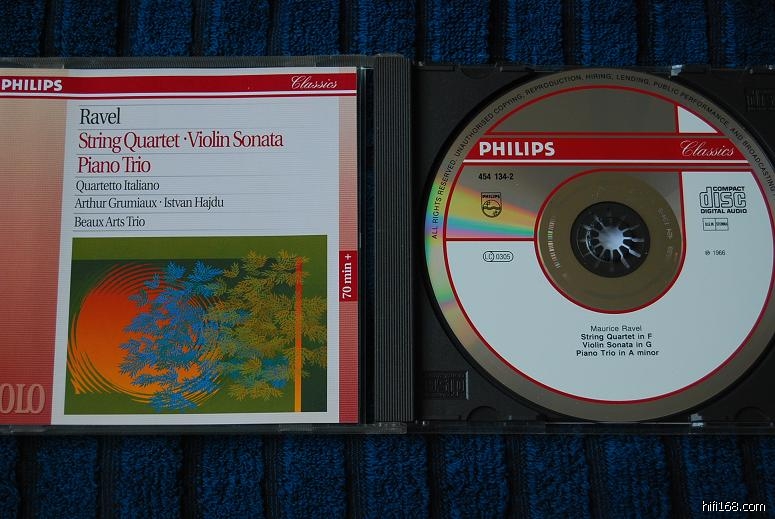 PHILIPS Classics
Ravel
String Quartet · Violin Sonata
Piano Trio
Quartetto Italiano
Arthur Grumiaux · Istvan Hajdu
Beaux Arts Trio
70 min +
OLO
ALL RIGHTS RESERVED. UNAUTHORISED COPYING, REPRODUCTION, HIRING, LENDING, PUBLIC PERFORMANCE AND BROADCASTING
PHILIPS Classics
454 134-2
PHILIPS
COMPACT
disc
DIGITAL AUDIO
LC 0305
℗ 1966
Maurice Ravel
String Quartet in F
Violin Sonata in G
Piano Trio in A minor
hifi168.com